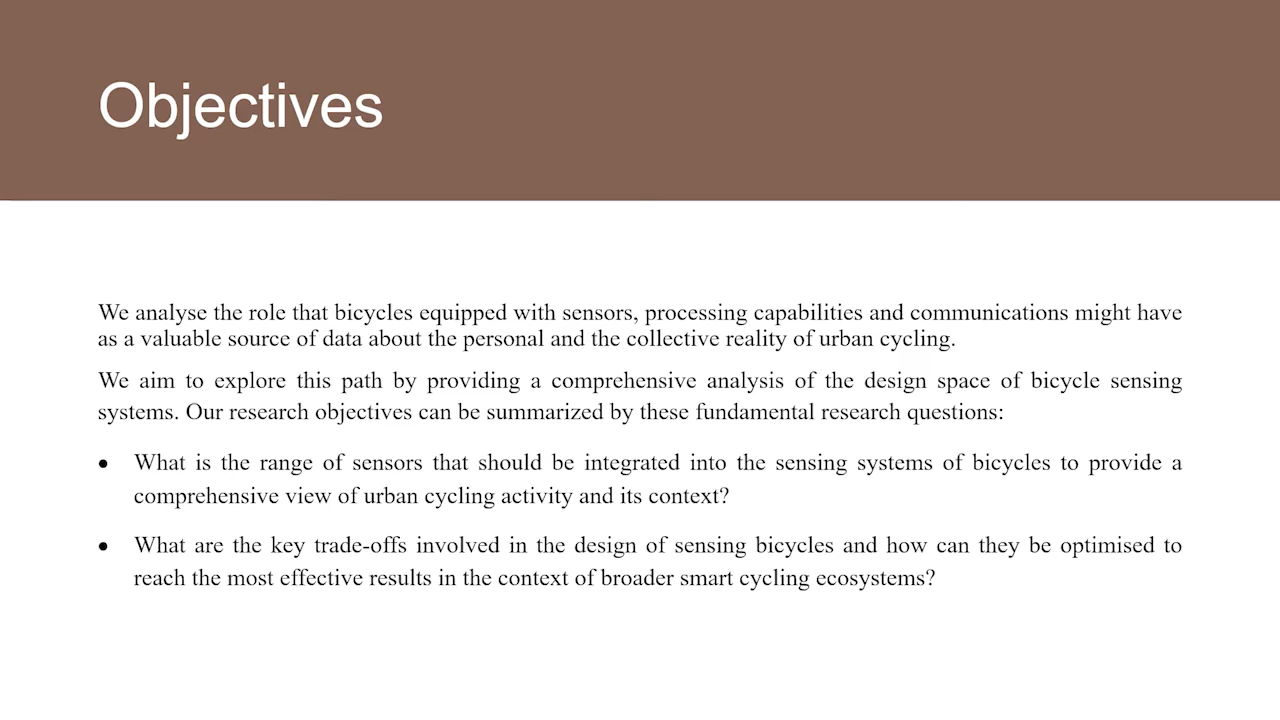 Objectives
We analyse the role that bicycles equipped with sensors, processing capabilities and communications might have
as a valuable source of data about the personal and the collective reality of urban cycling.
We aim to explore this path by providing a comprehensive analysis of the design space of bicycle sensing
systems. Our research objectives can be summarized by these fundamental research questions:
• What is the range of sensors that should be integrated into the sensing systems of bicycles to provide a
comprehensive view of urban cycling activity and its context?
• What are the key trade-offs involved in the design of sensing bicycles and how can they be optimised to
reach the most effective results in the context of broader smart cycling ecosystems?